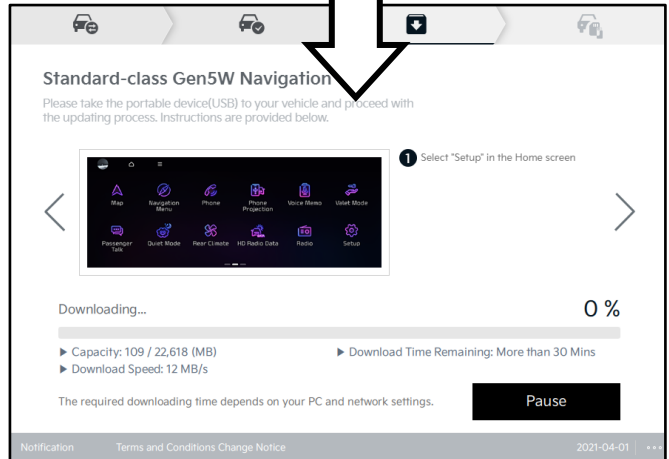 Standard-class Gen5W Navigation
Please take the portable device(USB) to your vehicle and proceed with
the updating process. Instructions are provided below.
1 Select "Setup" in the Home screen
Map
Navigation
Menu
Phone
Phone
Projection
Voice Memo
Valet Mode
Passenger
Talk
Quiet Mode
Rear Climate
HD Radio Data
Radio
Setup
Downloading...
0 %
▶ Capacity: 109 / 22,618 (MB)
▶ Download Time Remaining: More than 30 Mins
▶ Download Speed: 12 MB/s
The required downloading time depends on your PC and network settings.
Pause
Notification
Terms and Conditions Change Notice
2021-04-01